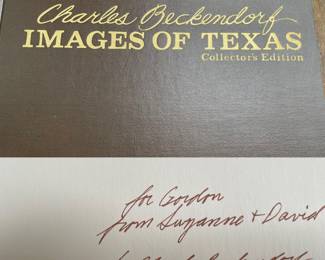 Charles Beckendorf
IMAGES OF TEXAS
Collector's Edition
for Gordon
from Suzanne + David